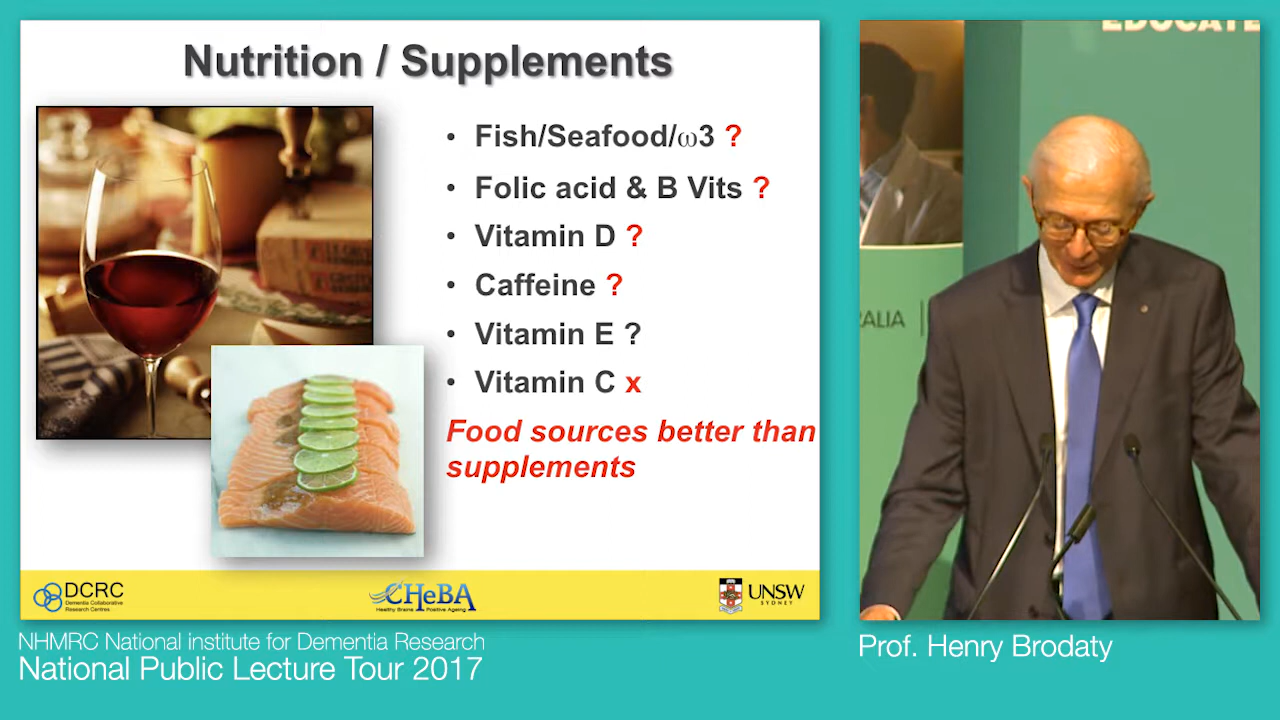 Nutrition / Supplements
• Fish/Seafood/ω3 ?
• Folic acid & B Vits ?
• Vitamin D ?
• Caffeine ?
• Vitamin E ?
• Vitamin C x
Food sources better than
supplements
DCRC
Dementia Collaborative
Research Centres
CHeBA
Healthy Brains Positive Ageing
UNSW
SYDNEY
EDUCATE
RALIA
NHMRC National institute for Dementia Research
National Public Lecture Tour 2017
Prof. Henry Brodaty